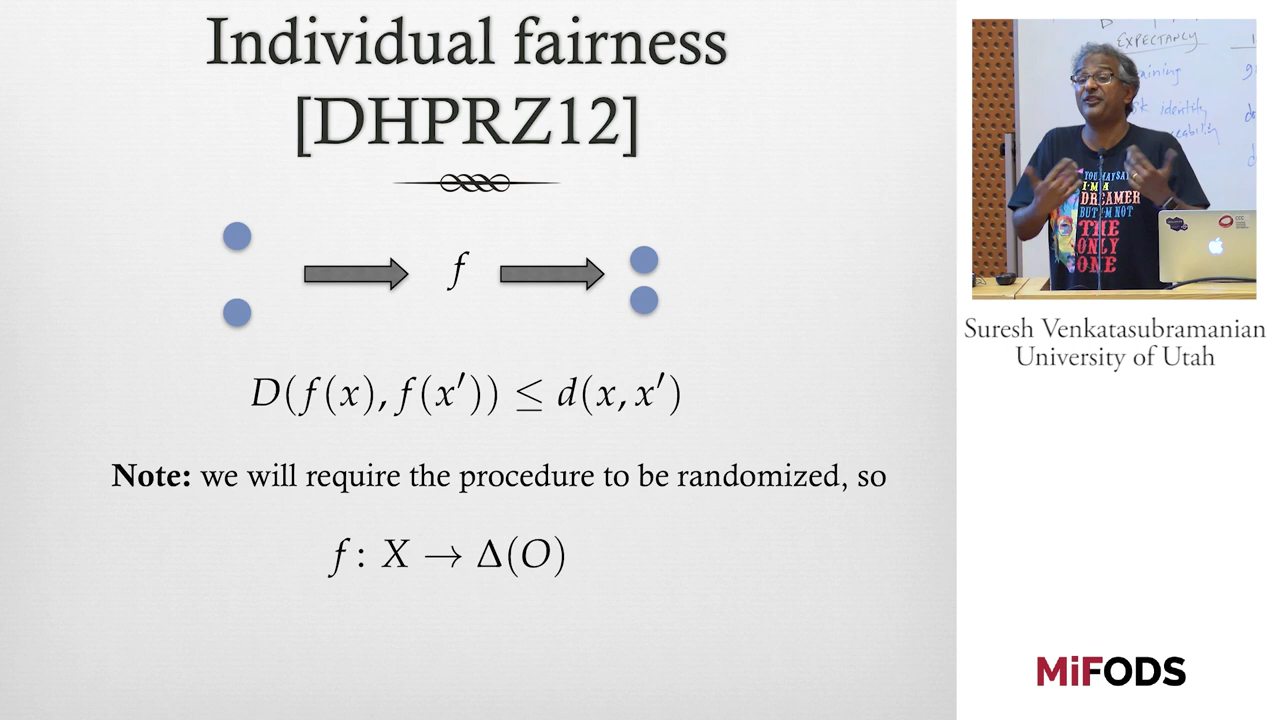 Individual fairness
[DHPRZ12]
f
D(f(x), f(x′)) ≤ d(x, x′)
Note: we will require the procedure to be randomized, so
f : X → Δ(O)
EXPECTANCY
YOU MAY SAY
I'M A
DREAMER
BUT I'M NOT
THE
ONLY
ONE
Suresh Venkatasubramanian
University of Utah
MiFODS